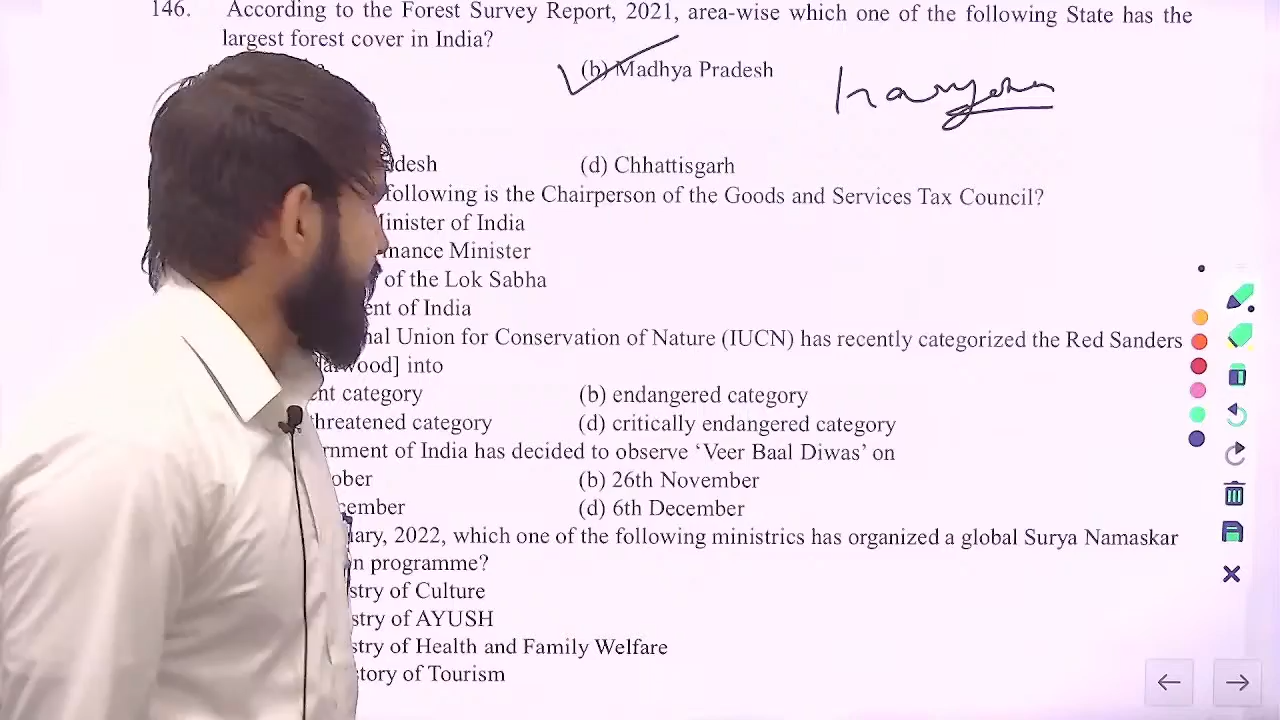 146. According to the Forest Survey Report, 2021, area-wise which one of the following State has the
largest forest cover in India?
(b) Madhya Pradesh
haryana
desh
(d) Chhattisgarh
following is the Chairperson of the Goods and Services Tax Council?
Minister of India
nance Minister
of the Lok Sabha
ent of India
nal Union for Conservation of Nature (IUCN) has recently categorized the Red Sanders
wood] into
nt category
(b) endangered category
threatened category
(d) critically endangered category
rnment of India has decided to observe ‘Veer Baal Diwas’ on
ober
(b) 26th November
cember
(d) 6th December
ary, 2022, which one of the following ministrics has organized a global Surya Namaskar
n programme?
stry of Culture
stry of AYUSH
stry of Health and Family Welfare
tory of Tourism